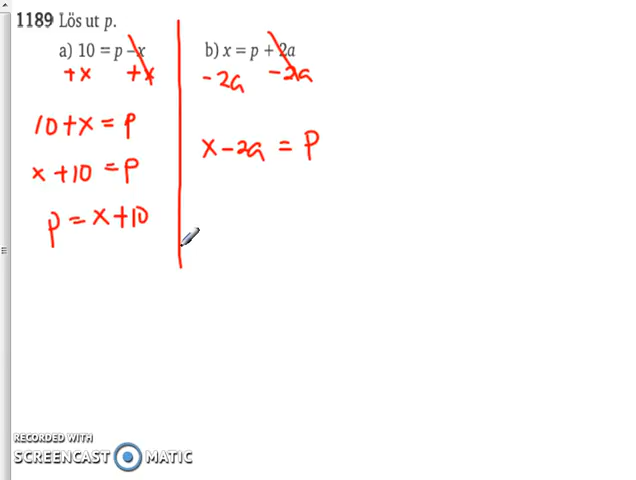 1189 Lös ut p.
a) 10 = p - x
+x +x
10 + x = p
x + 10 = p
p = x + 10
b) x = p + 2a
-2a -2a
x - 2a = p
RECORDED WITH
SCREENCAST MATIC